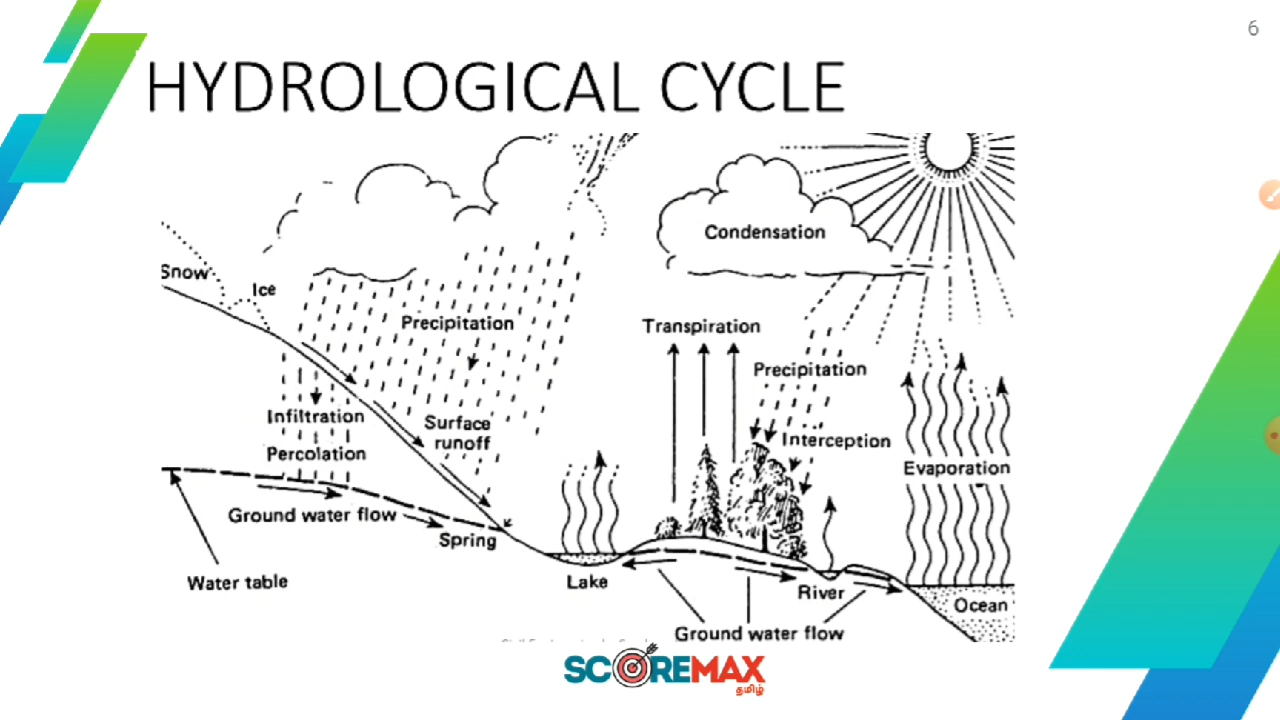 6
HYDROLOGICAL CYCLE
Condensation
Snow
Ice
Precipitation
Transpiration
Precipitation
Infiltration
Surface
runoff
Interception
Percolation
Evaporation
Ground water flow
Spring
Water table
Lake
River
Ocean
Ground water flow
SCOREMAX
தமிழ்